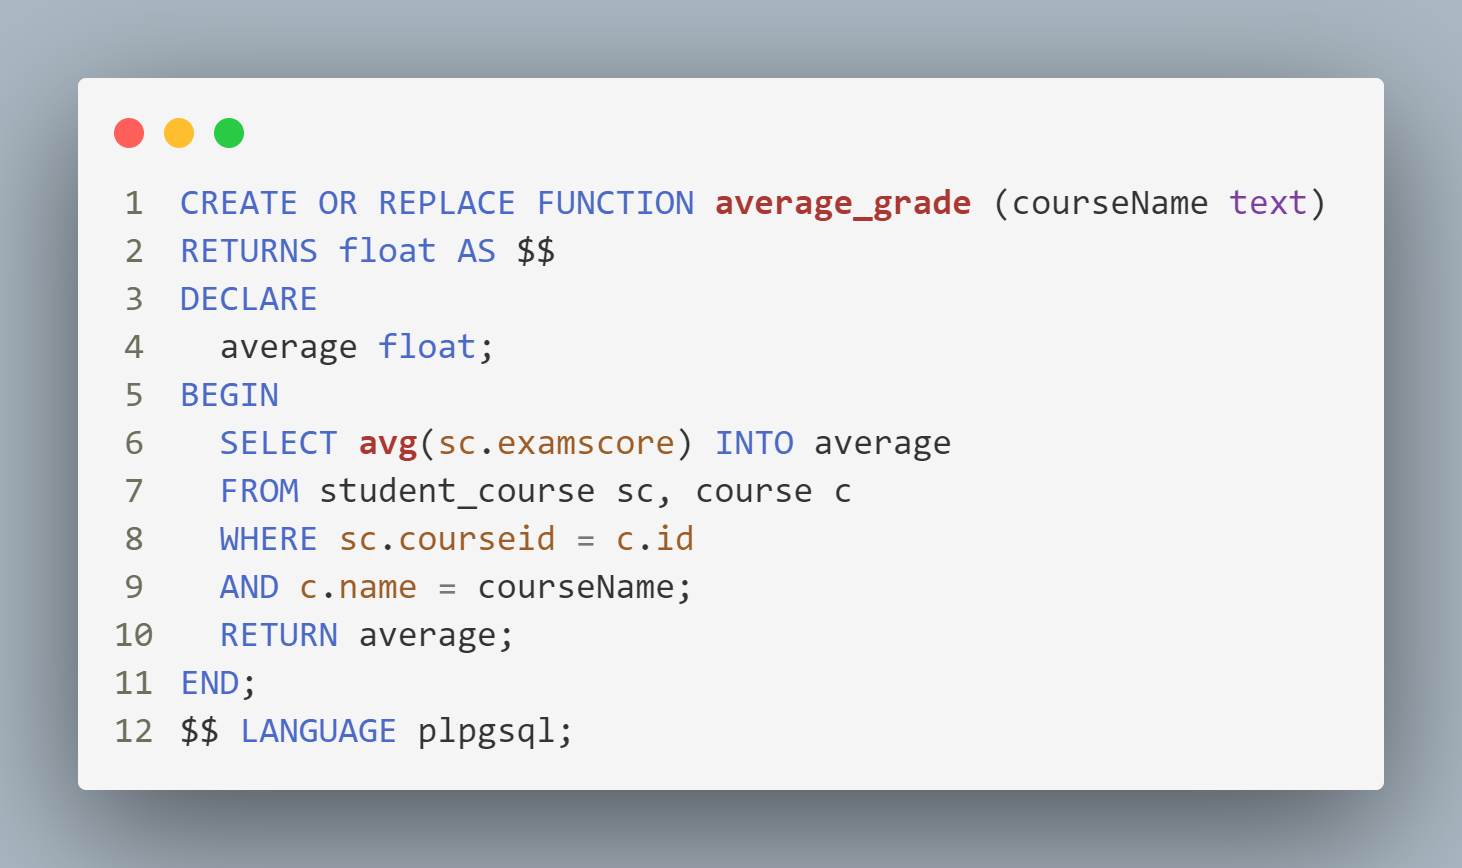 1 CREATE OR REPLACE FUNCTION average_grade (courseName text)
2 RETURNS float AS $$
3 DECLARE
4   average float;
5 BEGIN
6   SELECT avg(sc.examscore) INTO average
7   FROM student_course sc, course c
8   WHERE sc.courseid = c.id
9   AND c.name = courseName;
10   RETURN average;
11 END;
12 $$ LANGUAGE plpgsql;